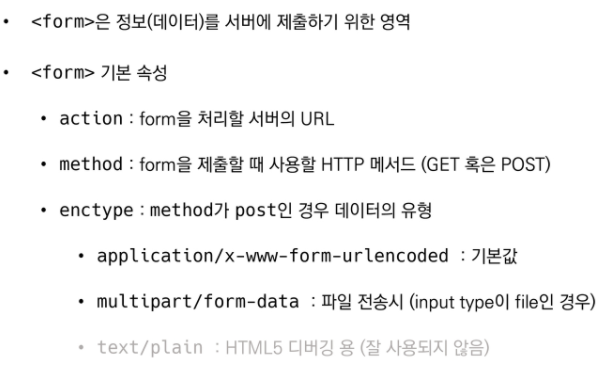 • <form>은 정보(데이터)를 서버에 제출하기 위한 영역
• <form> 기본 속성
• action : form을 처리할 서버의 URL
• method : form을 제출할 때 사용할 HTTP 메서드 (GET 혹은 POST)
• enctype : method가 post인 경우 데이터의 유형
• application/x-www-form-urlencoded : 기본값
• multipart/form-data : 파일 전송시 (input type이 file인 경우)
• text/plain : HTML5 디버깅 용 (잘 사용되지 않음)